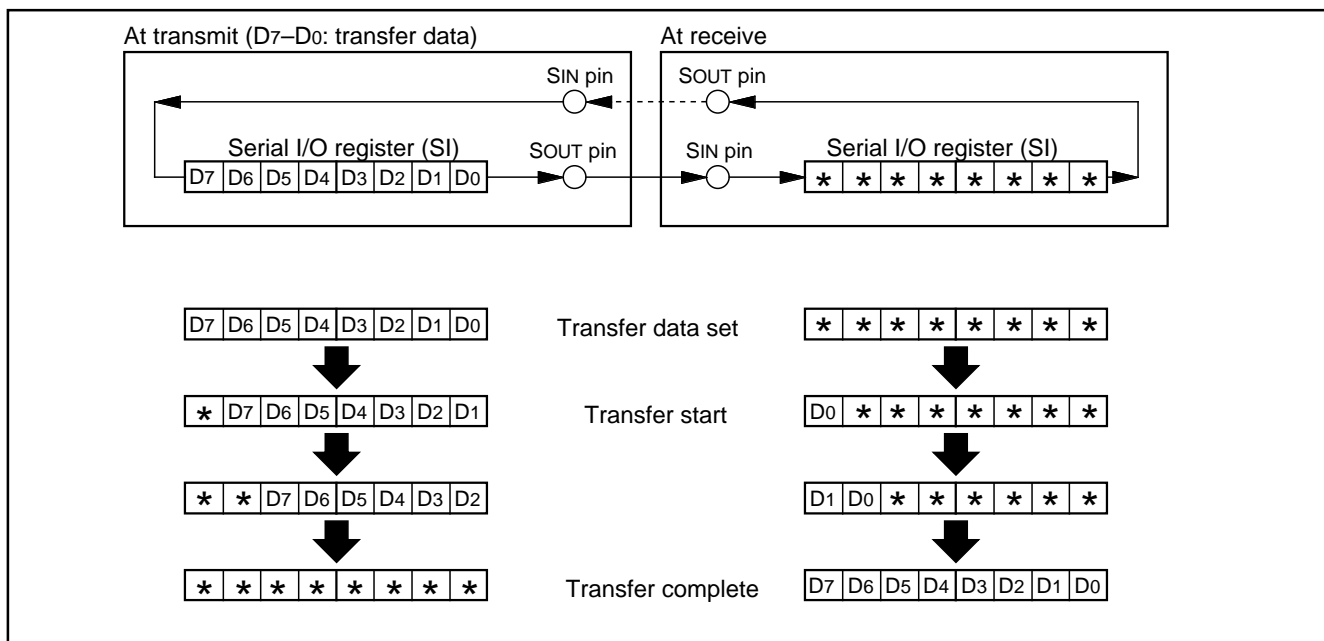 At transmit (D7–D0: transfer data)
At receive
SIN pin
SOUT pin
Serial I/O register (SI)
SOUT pin
SIN pin
Serial I/O register (SI)
D7 D6 D5 D4 D3 D2 D1 D0
* * * * * * * *
D7 D6 D5 D4 D3 D2 D1 D0
Transfer data set
* * * * * * * *
* D7 D6 D5 D4 D3 D2 D1
Transfer start
D0 * * * * * * *
* * D7 D6 D5 D4 D3 D2
D1 D0 * * * * * *
* * * * * * * *
Transfer complete
D7 D6 D5 D4 D3 D2 D1 D0